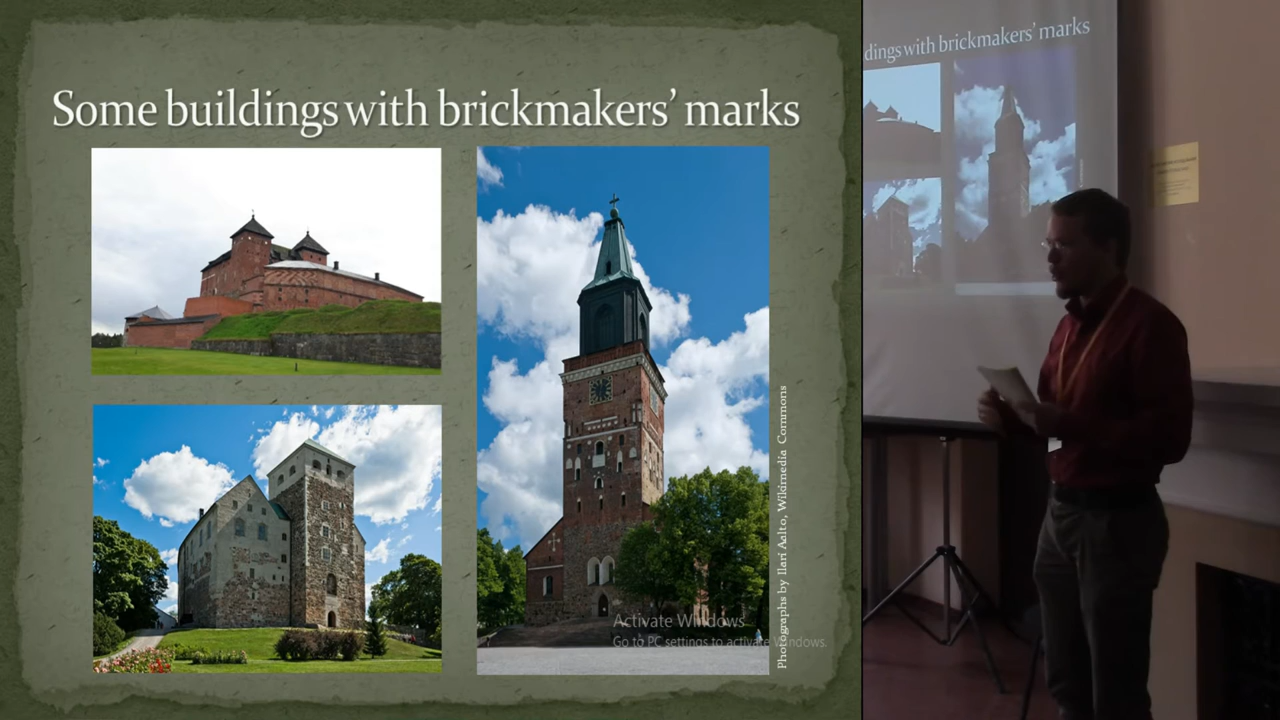 Some buildings with brickmakers’ marks
Photographs by Ilari Aalto, Wikimedia Commons
Activate Windows
Go to PC settings to activate Windows.
dings with brickmakers’ marks